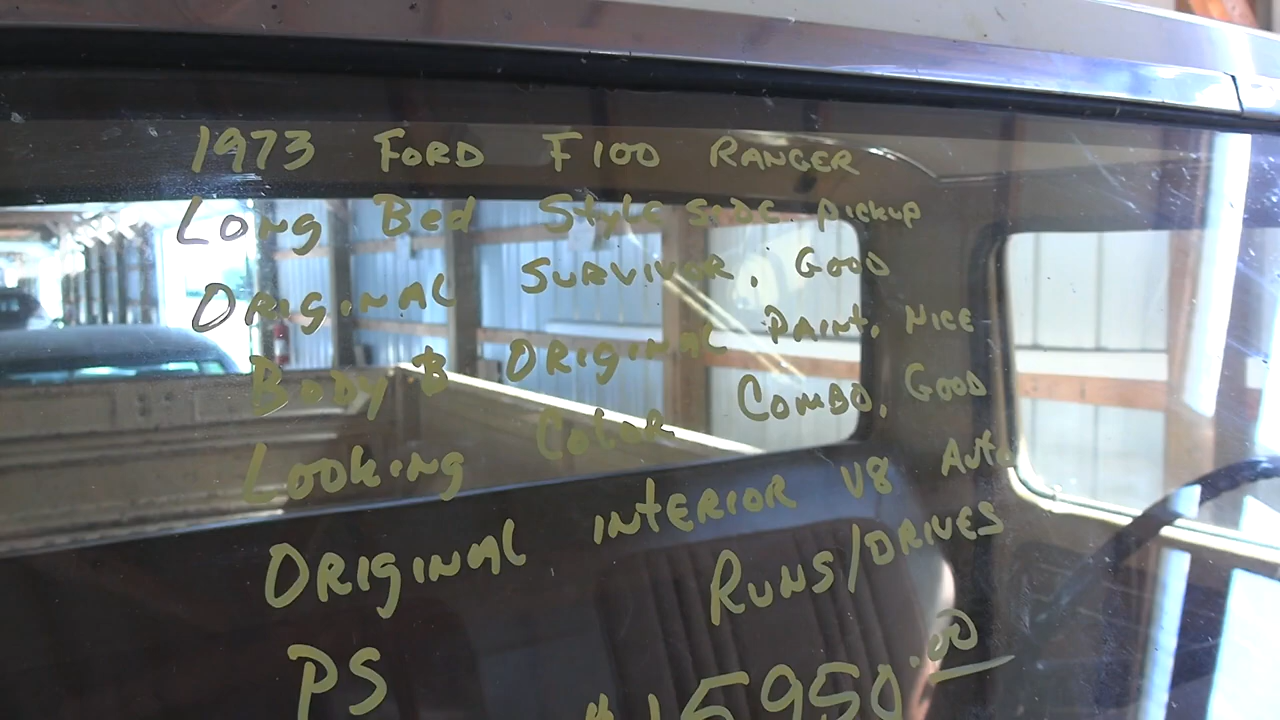 1973 FORD F100 RANGER
Long Bed Styleside pickup
ORIGINAL SURVIVOR, GOOD
BODY & ORIGINAL PAINT, NICE
LOOKING Color COMBO, GOOD
ORIGINAL INTERIOR V8 Auto
PS RUNS/DRIVES
$15950.00